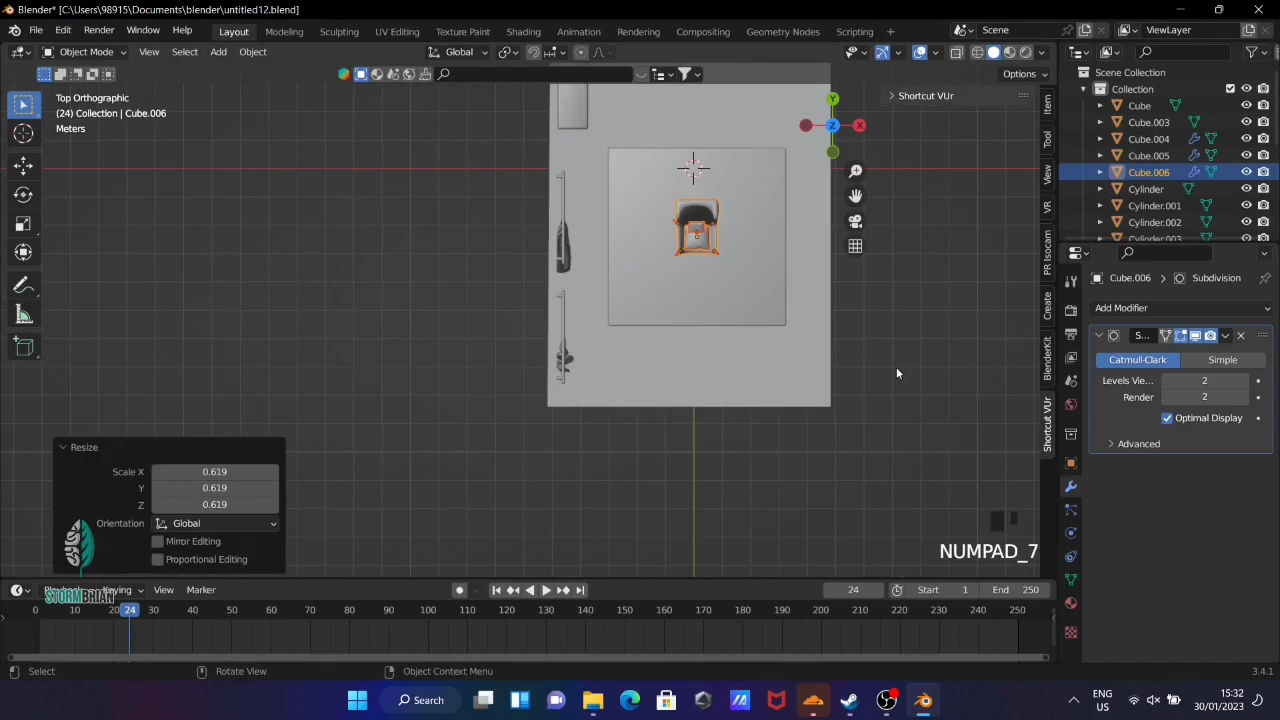 Blender* [C:\Users\98915\Documents\blender\untitled12.blend]
File Edit Render Window Help Layout Modeling Sculpting UV Editing Texture Paint Shading Animation Rendering Compositing Geometry Nodes Scripting + Scene ViewLayer
Object Mode View Select Add Object Global
Options
Top Orthographic
(24) Collection | Cube.006
Meters
Shortcut VUr
Y
Z
X
Item
Tool
View
VR
PR Isocam
Create
BlenderKit
Shortcut VUr
Scene Collection
Collection
Cube
Cube.003
Cube.004
Cube.005
Cube.006
Cylinder
Cylinder.001
Cylinder.002
Cylinder.003
Cube.006 > Subdivision
Add Modifier
S...
Catmull-Clark Simple
Levels Vie... 2
Render 2
Optimal Display
Advanced
Resize
Scale X 0.619
Y 0.619
Z 0.619
Orientation Global
Mirror Editing
Proportional Editing
NUMPAD_7
STORMBRIAN
Playback Keying View Marker 24 Start 1 End 250
0 10 20 24 30 40 50 60 70 80 90 100 110 120 130 140 150 160 170 180 190 200 210 220 230 240 250
Select Rotate View Object Context Menu 3.4.1
Search
ENG
US
15:32
30/01/2023